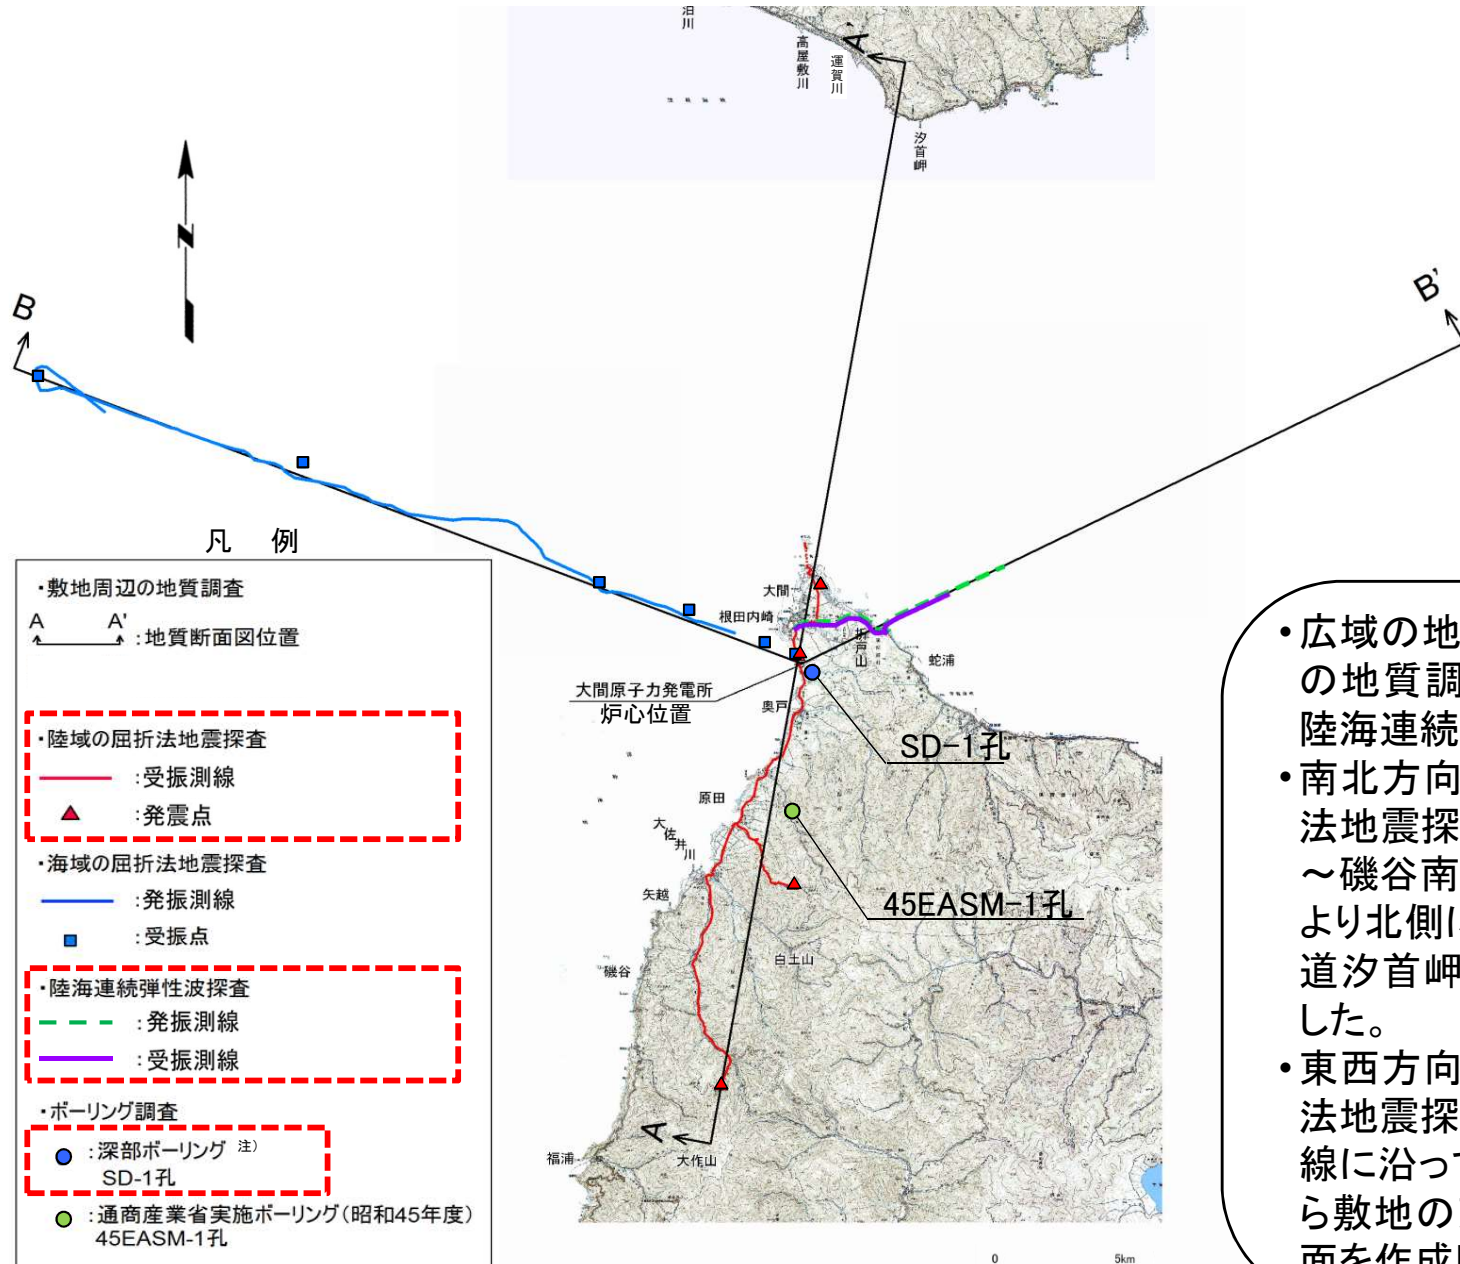 泊川
高屋敷川
運賀川
汐首岬
A'
N
B
B'
凡 例
・敷地周辺の地質調査
A A' :地質断面図位置
・陸域の屈折法地震探査
:受振測線
:発震点
・海域の屈折法地震探査
:発振測線
:受振点
・陸海連続弾性波探査
:発振測線
:受振測線
・ボーリング調査
:深部ボーリング 注)
SD-1孔
:通商産業省実施ボーリング(昭和45年度)
45EASM-1孔
大間
根田内崎
折戸山
蛇浦
大間原子力発電所
炉心位置
奥戸
SD-1孔
原田
大佐井川
矢越
45EASM-1孔
白土山
磯谷
A
福浦
大作山
0 5km
・広域の地
の地質調
陸海連続
・南北方向
法地震探
~磯谷南
より北側に
道汐首岬
した。
・東西方向
法地震探
線に沿って
ら敷地の
面を作成